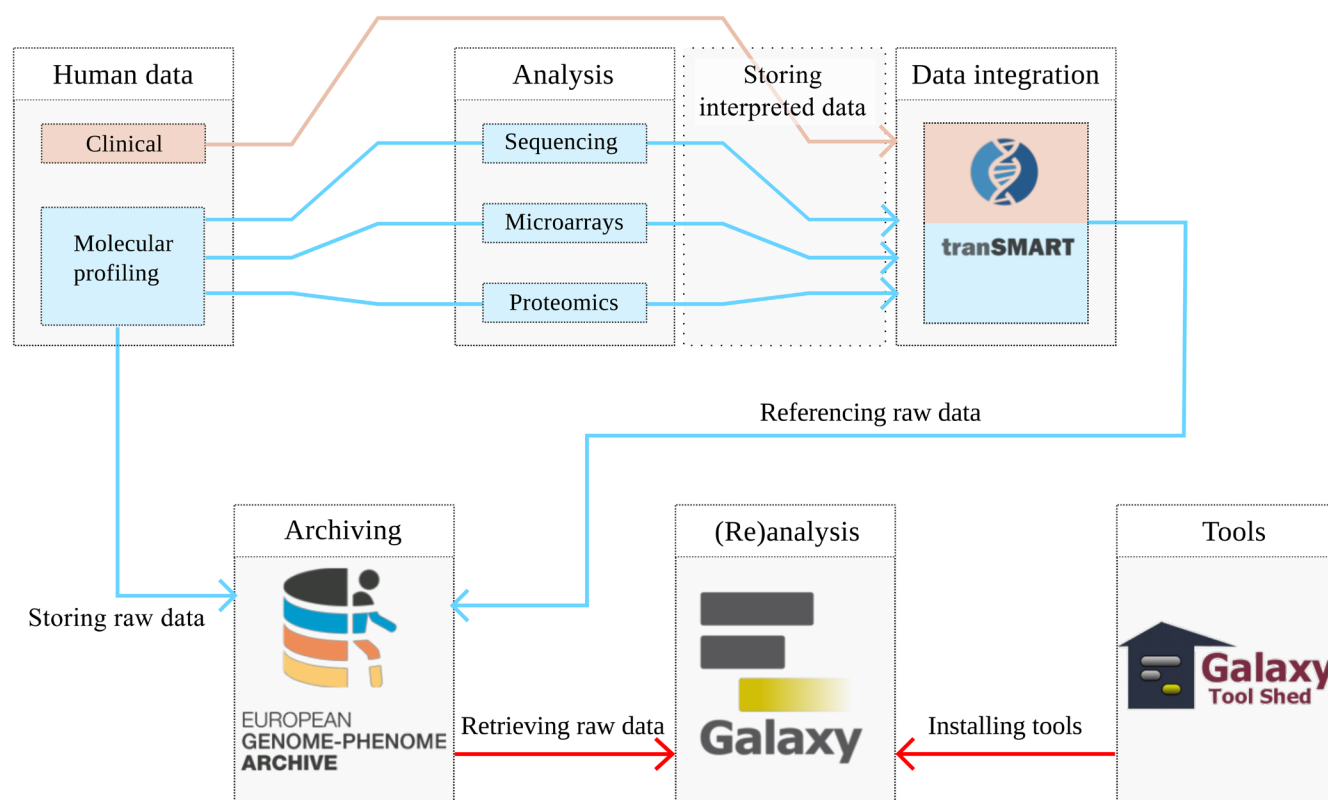 Human data
Analysis
Storing
interpreted data
Data integration
Clinical
Sequencing
Molecular
profiling
Microarrays
Proteomics
tranSMART
Referencing raw data
Archiving
(Re)analysis
Tools
Storing raw data
EUROPEAN
GENOME-PHENOME
ARCHIVE
Retrieving raw data
Galaxy
Installing tools
Galaxy
Tool Shed